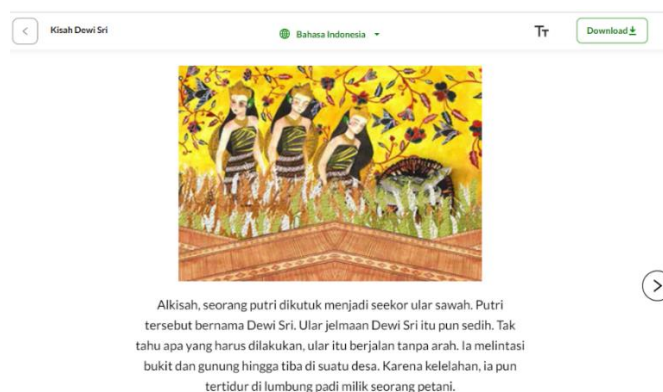 Kisah Dewi Sri
Bahasa Indonesia
Tт
Download
Alkisah, seorang putri dikutuk menjadi seekor ular sawah. Putri
tersebut bernama Dewi Sri. Ular jelmaan Dewi Sri itu pun sedih. Tak
tahu apa yang harus dilakukan, ular itu berjalan tanpa arah. Ia melintasi
bukit dan gunung hingga tiba di suatu desa. Karena kelelahan, ia pun
tertidur di lumbung padi milik seorang petani.